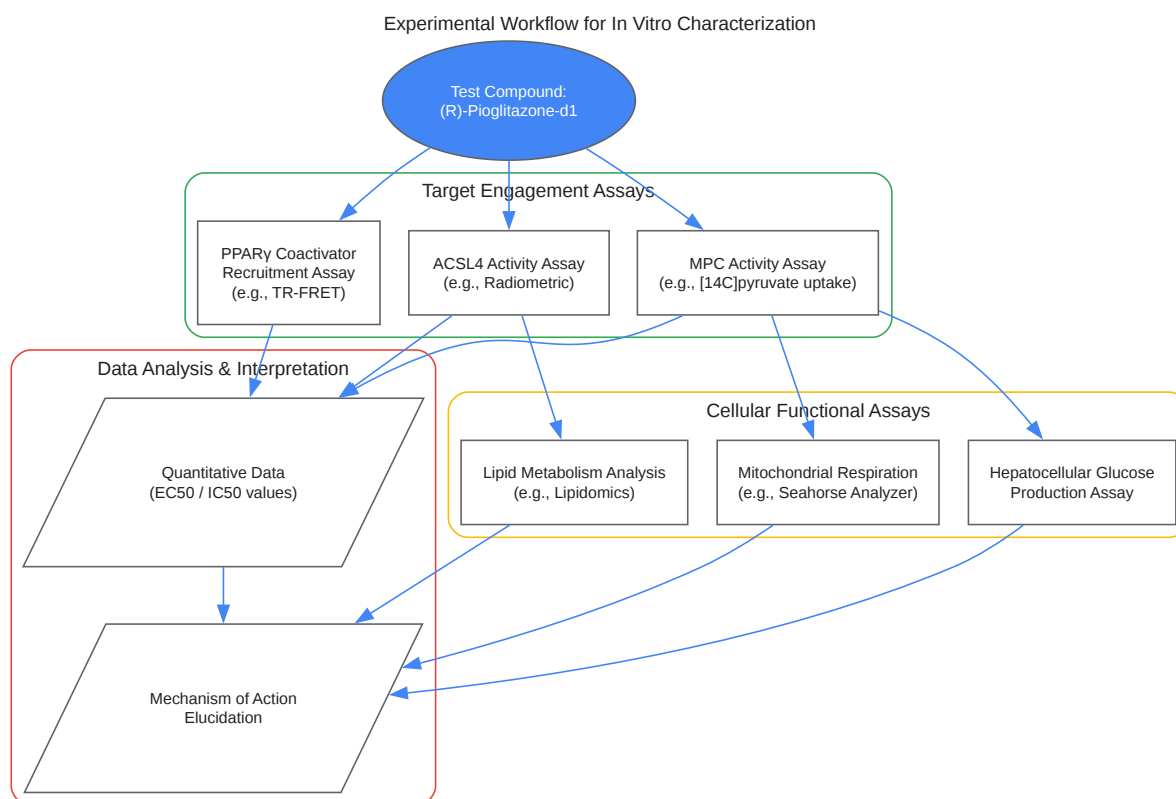 Experimental Workflow for In Vitro Characterization
Test Compound:
(R)-Pioglitazone-d1
Target Engagement Assays
PPARγ Coactivator
Recruitment Assay
(e.g., TR-FRET)
ACSL4 Activity Assay
(e.g., Radiometric)
MPC Activity Assay
(e.g., [14C]pyruvate uptake)
Data Analysis & Interpretation
Quantitative Data
(EC50 / IC50 values)
Cellular Functional Assays
Lipid Metabolism Analysis
(e.g., Lipidomics)
Mitochondrial Respiration
(e.g., Seahorse Analyzer)
Hepatocellular Glucose
Production Assay
Mechanism of Action
Elucidation